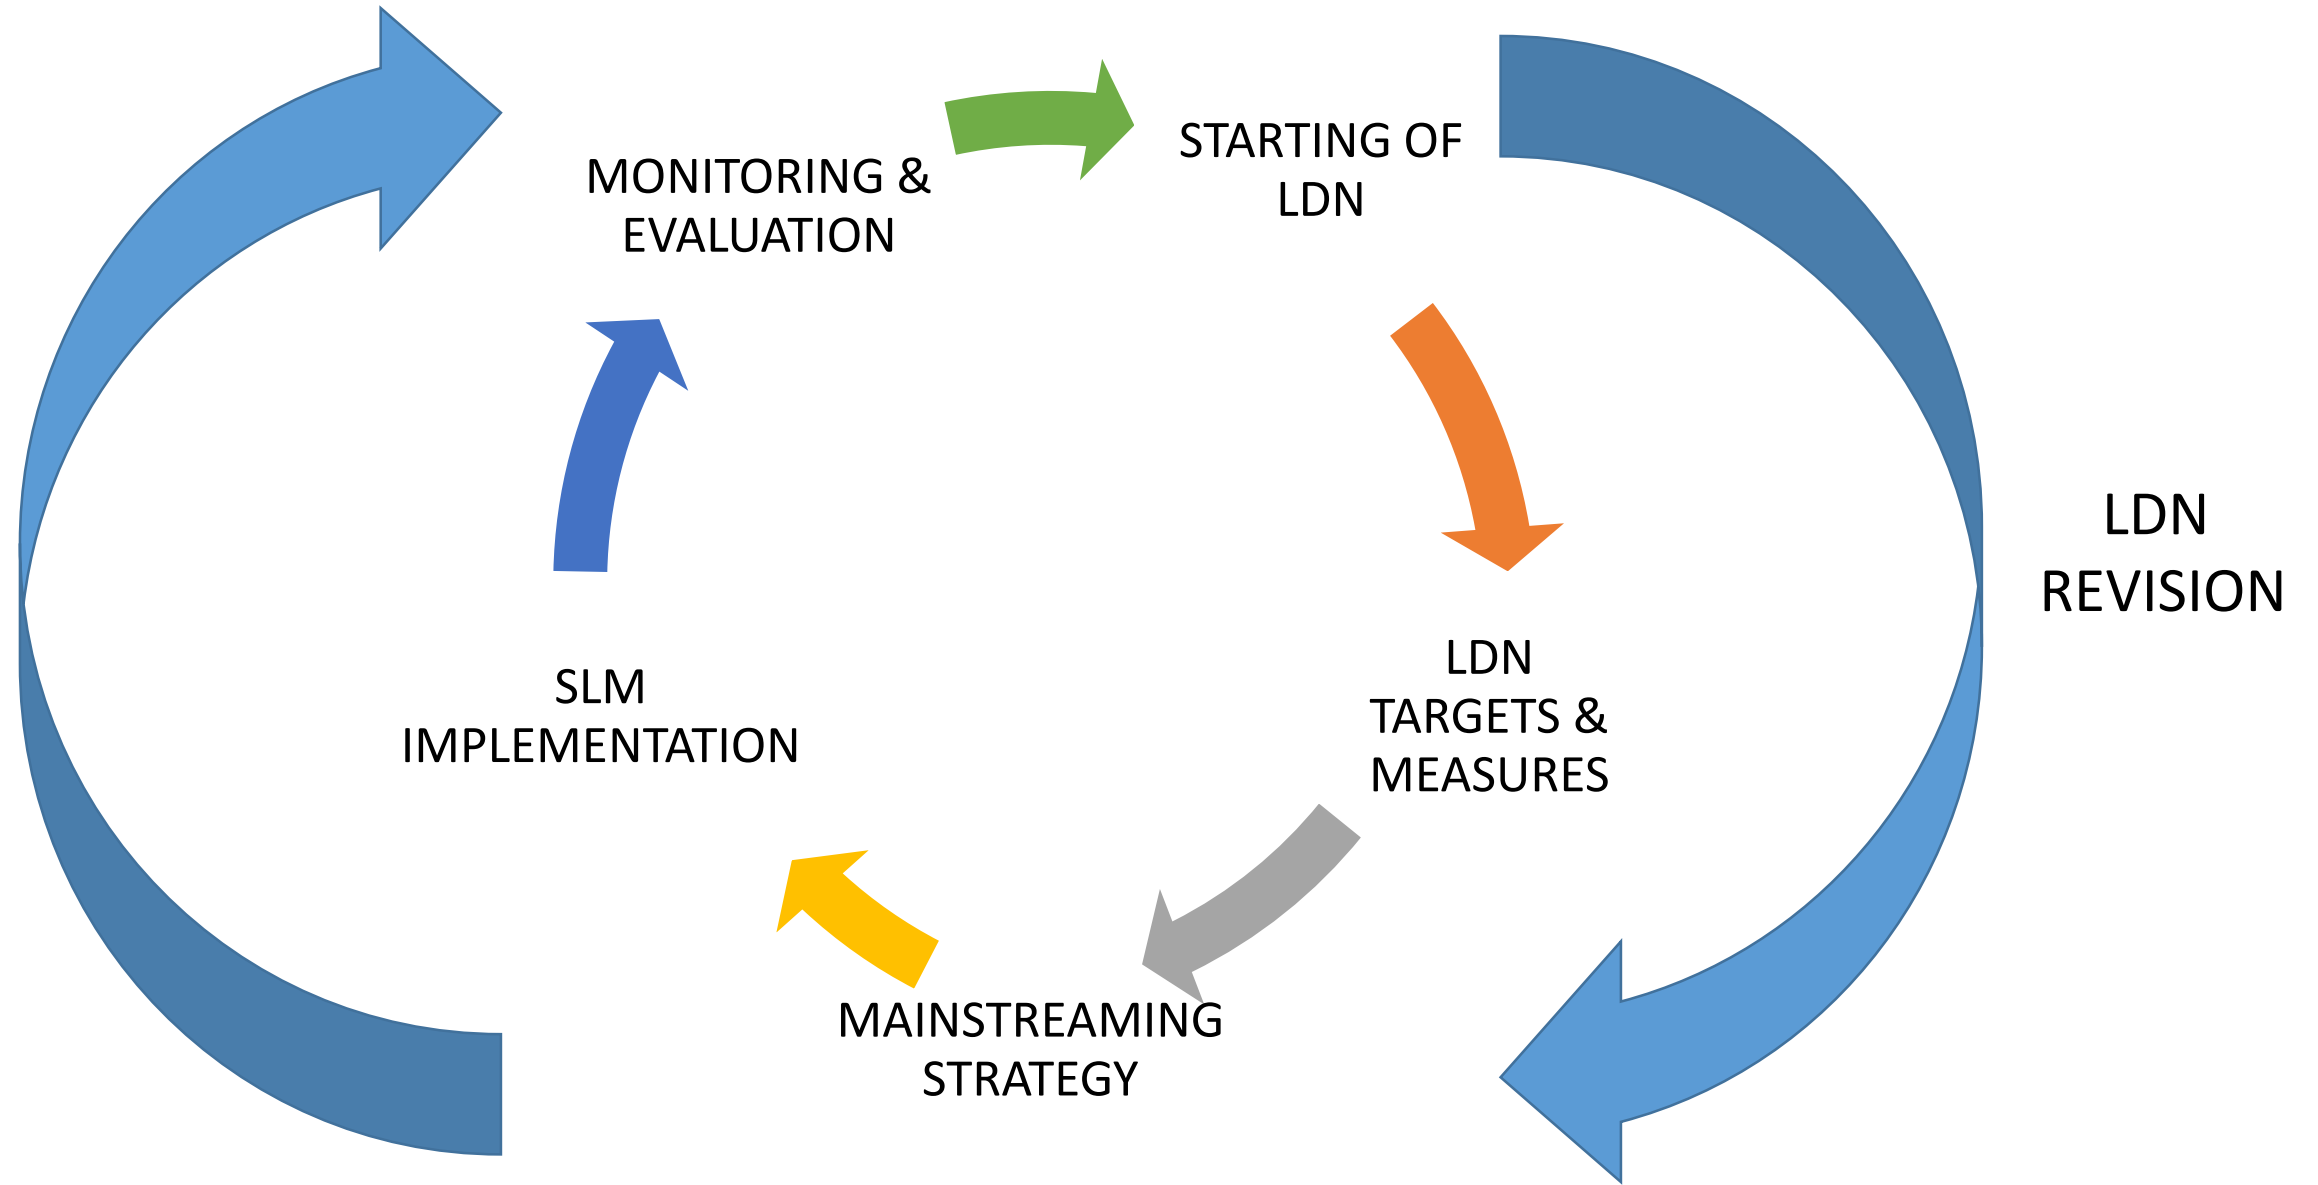 STARTING OF
LDN
LDN
TARGETS &
MEASURES
MAINSTREAMING
STRATEGY
SLM
IMPLEMENTATION
MONITORING &
EVALUATION
LDN
REVISION